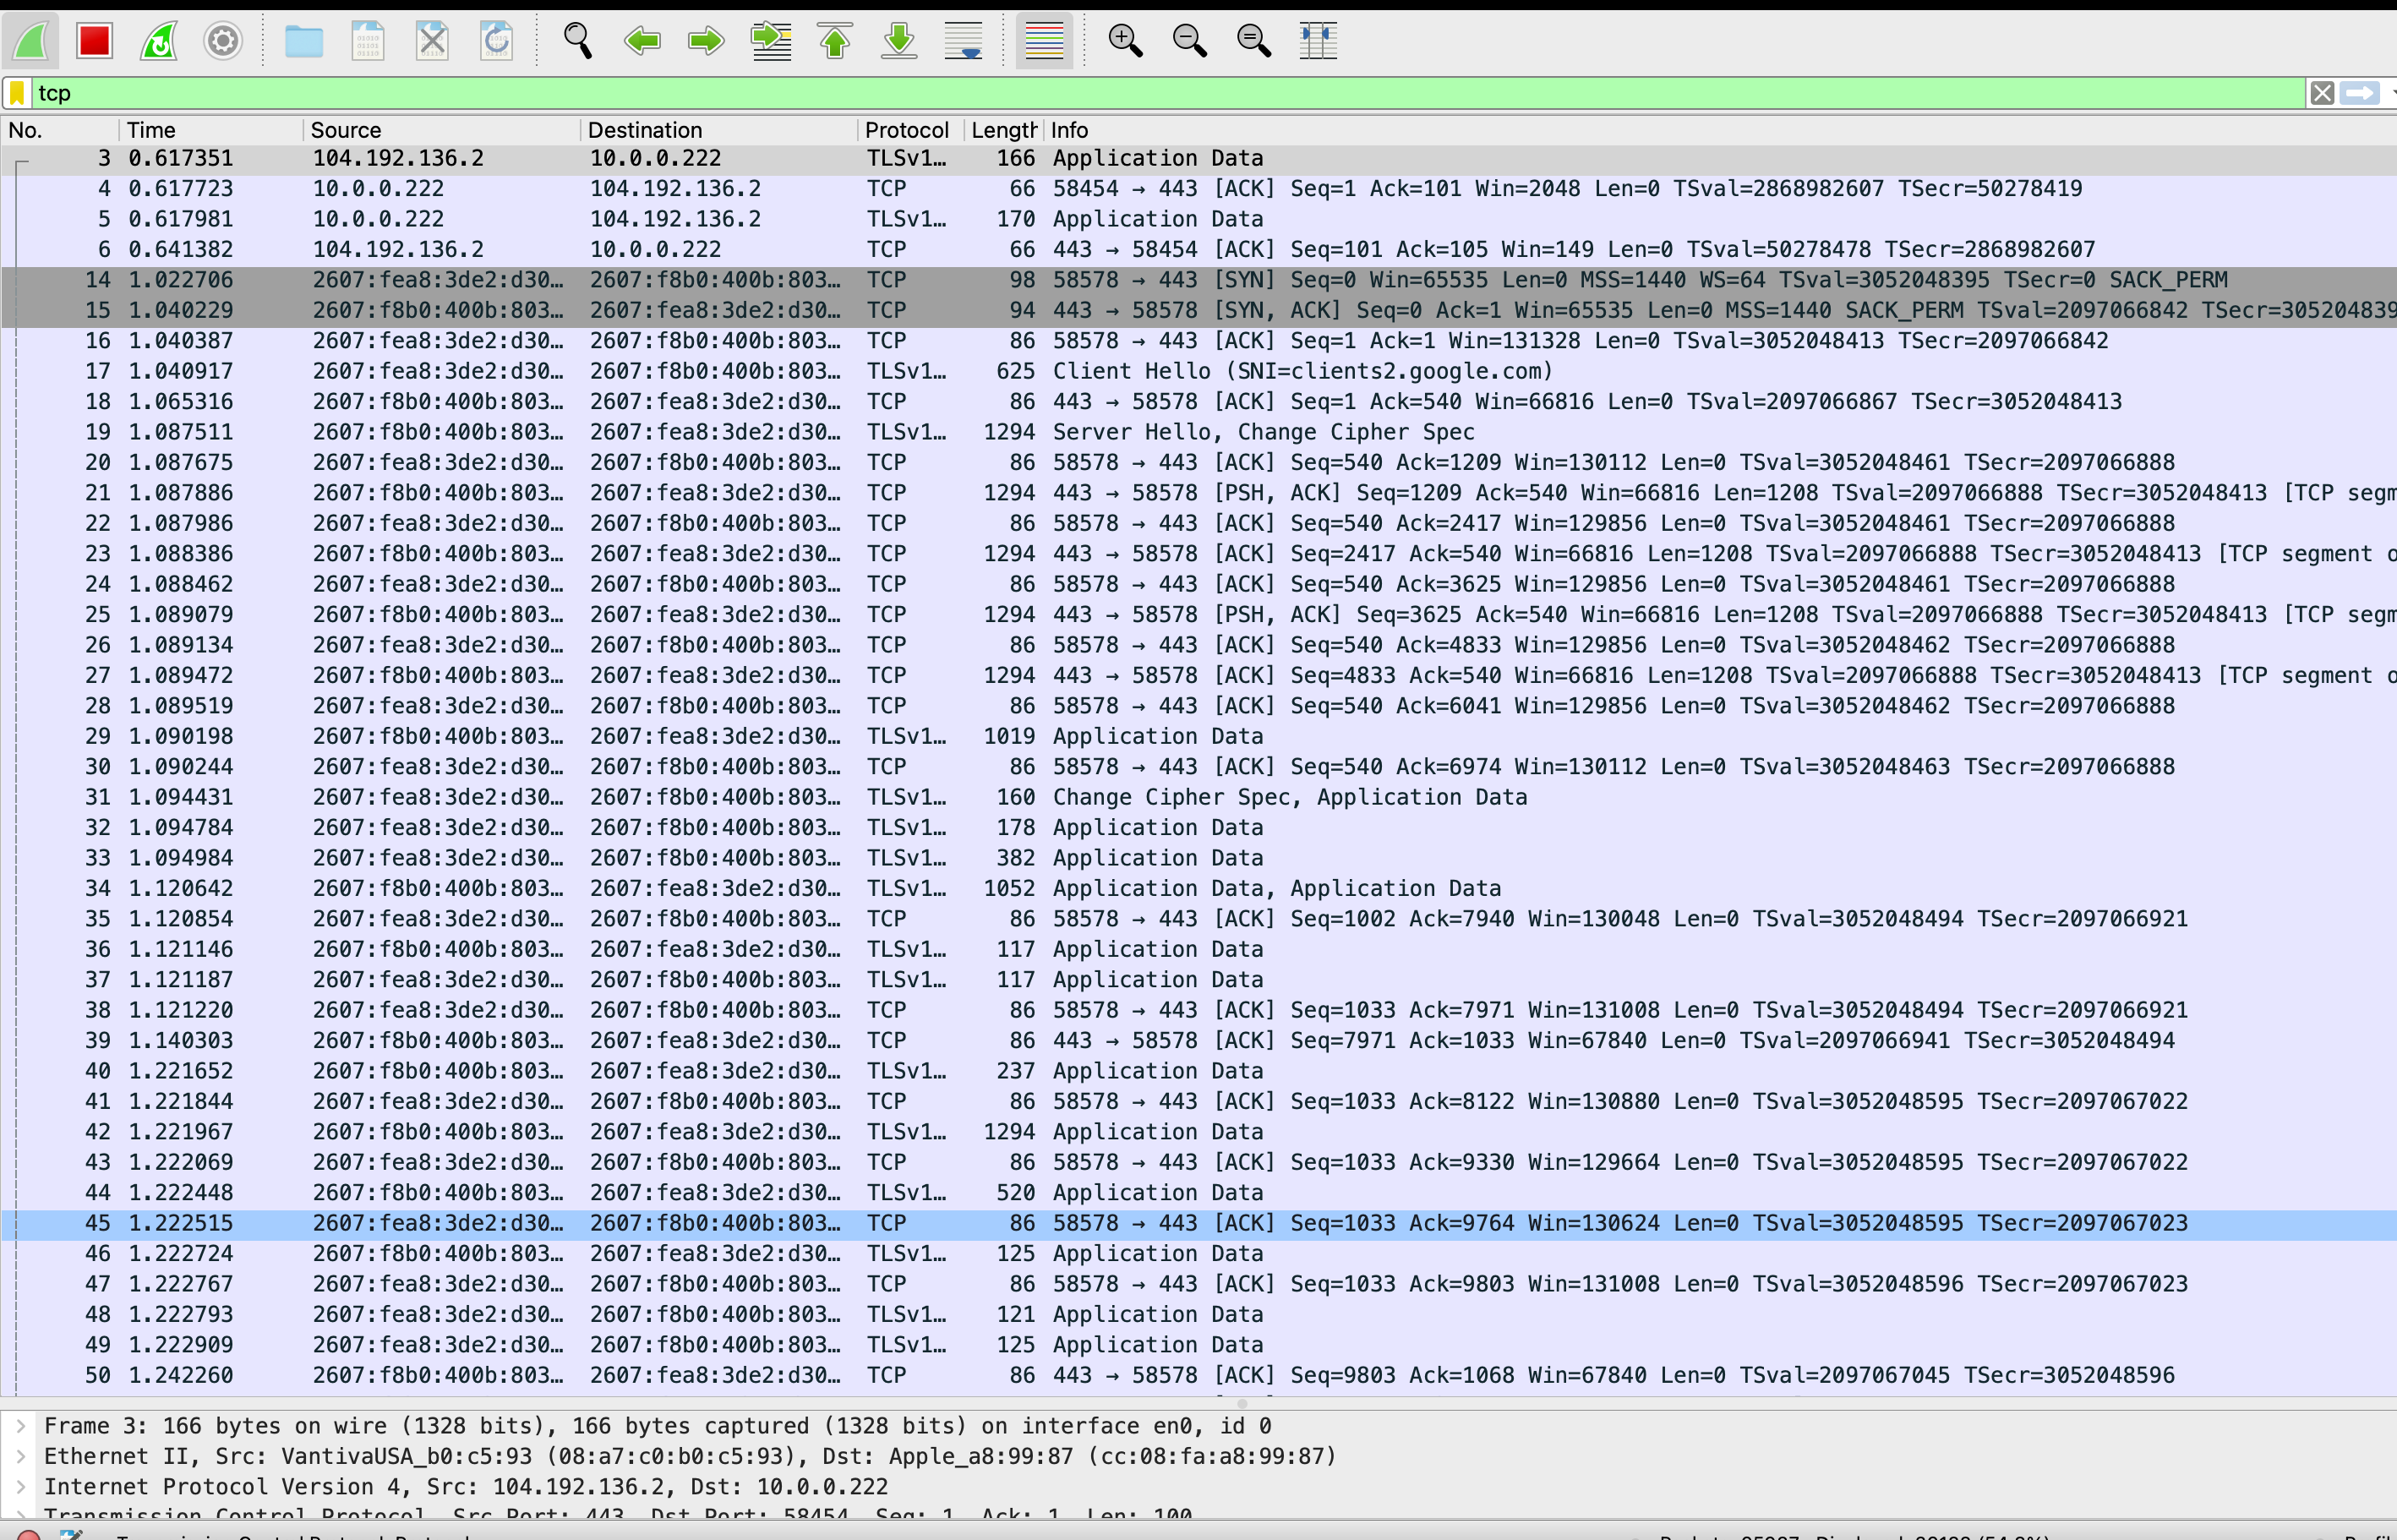 tcp
No. Time Source Destination Protocol Length Info
3 0.617351 104.192.136.2 10.0.0.222 TLSv1… 166 Application Data
4 0.617723 10.0.0.222 104.192.136.2 TCP 66 58454 → 443 [ACK] Seq=1 Ack=101 Win=2048 Len=0 TSval=2868982607 TSecr=50278419
5 0.617981 10.0.0.222 104.192.136.2 TLSv1… 170 Application Data
6 0.641382 104.192.136.2 10.0.0.222 TCP 66 443 → 58454 [ACK] Seq=101 Ack=105 Win=149 Len=0 TSval=50278478 TSecr=2868982607
14 1.022706 2607:fea8:3de2:d30… 2607:f8b0:400b:803… TCP 98 58578 → 443 [SYN] Seq=0 Win=65535 Len=0 MSS=1440 WS=64 TSval=3052048395 TSecr=0 SACK_PERM
15 1.040229 2607:f8b0:400b:803… 2607:fea8:3de2:d30… TCP 94 443 → 58578 [SYN, ACK] Seq=0 Ack=1 Win=65535 Len=0 MSS=1440 SACK_PERM TSval=2097066842 TSecr=305204839
16 1.040387 2607:fea8:3de2:d30… 2607:f8b0:400b:803… TCP 86 58578 → 443 [ACK] Seq=1 Ack=1 Win=131328 Len=0 TSval=3052048413 TSecr=2097066842
17 1.040917 2607:fea8:3de2:d30… 2607:f8b0:400b:803… TLSv1… 625 Client Hello (SNI=clients2.google.com)
18 1.065316 2607:f8b0:400b:803… 2607:fea8:3de2:d30… TCP 86 443 → 58578 [ACK] Seq=1 Ack=540 Win=66816 Len=0 TSval=2097066867 TSecr=3052048413
19 1.087511 2607:f8b0:400b:803… 2607:fea8:3de2:d30… TLSv1… 1294 Server Hello, Change Cipher Spec
20 1.087675 2607:fea8:3de2:d30… 2607:f8b0:400b:803… TCP 86 58578 → 443 [ACK] Seq=540 Ack=1209 Win=130112 Len=0 TSval=3052048461 TSecr=2097066888
21 1.087886 2607:f8b0:400b:803… 2607:fea8:3de2:d30… TCP 1294 443 → 58578 [PSH, ACK] Seq=1209 Ack=540 Win=66816 Len=1208 TSval=2097066888 TSecr=3052048413 [TCP segm
22 1.087986 2607:fea8:3de2:d30… 2607:f8b0:400b:803… TCP 86 58578 → 443 [ACK] Seq=540 Ack=2417 Win=129856 Len=0 TSval=3052048461 TSecr=2097066888
23 1.088386 2607:f8b0:400b:803… 2607:fea8:3de2:d30… TCP 1294 443 → 58578 [ACK] Seq=2417 Ack=540 Win=66816 Len=1208 TSval=2097066888 TSecr=3052048413 [TCP segment o
24 1.088462 2607:fea8:3de2:d30… 2607:f8b0:400b:803… TCP 86 58578 → 443 [ACK] Seq=540 Ack=3625 Win=129856 Len=0 TSval=3052048461 TSecr=2097066888
25 1.089079 2607:f8b0:400b:803… 2607:fea8:3de2:d30… TCP 1294 443 → 58578 [PSH, ACK] Seq=3625 Ack=540 Win=66816 Len=1208 TSval=2097066888 TSecr=3052048413 [TCP segm
26 1.089134 2607:fea8:3de2:d30… 2607:f8b0:400b:803… TCP 86 58578 → 443 [ACK] Seq=540 Ack=4833 Win=129856 Len=0 TSval=3052048462 TSecr=2097066888
27 1.089472 2607:f8b0:400b:803… 2607:fea8:3de2:d30… TCP 1294 443 → 58578 [ACK] Seq=4833 Ack=540 Win=66816 Len=1208 TSval=2097066888 TSecr=3052048413 [TCP segment o
28 1.089519 2607:fea8:3de2:d30… 2607:f8b0:400b:803… TCP 86 58578 → 443 [ACK] Seq=540 Ack=6041 Win=129856 Len=0 TSval=3052048462 TSecr=2097066888
29 1.090198 2607:f8b0:400b:803… 2607:fea8:3de2:d30… TLSv1… 1019 Application Data
30 1.090244 2607:fea8:3de2:d30… 2607:f8b0:400b:803… TCP 86 58578 → 443 [ACK] Seq=540 Ack=6974 Win=130112 Len=0 TSval=3052048463 TSecr=2097066888
31 1.094431 2607:fea8:3de2:d30… 2607:f8b0:400b:803… TLSv1… 160 Change Cipher Spec, Application Data
32 1.094784 2607:fea8:3de2:d30… 2607:f8b0:400b:803… TLSv1… 178 Application Data
33 1.094984 2607:fea8:3de2:d30… 2607:f8b0:400b:803… TLSv1… 382 Application Data
34 1.120642 2607:f8b0:400b:803… 2607:fea8:3de2:d30… TLSv1… 1052 Application Data, Application Data
35 1.120854 2607:fea8:3de2:d30… 2607:f8b0:400b:803… TCP 86 58578 → 443 [ACK] Seq=1002 Ack=7940 Win=130048 Len=0 TSval=3052048494 TSecr=2097066921
36 1.121146 2607:f8b0:400b:803… 2607:fea8:3de2:d30… TLSv1… 117 Application Data
37 1.121187 2607:fea8:3de2:d30… 2607:f8b0:400b:803… TLSv1… 117 Application Data
38 1.121220 2607:fea8:3de2:d30… 2607:f8b0:400b:803… TCP 86 58578 → 443 [ACK] Seq=1033 Ack=7971 Win=131008 Len=0 TSval=3052048494 TSecr=2097066921
39 1.140303 2607:f8b0:400b:803… 2607:fea8:3de2:d30… TCP 86 443 → 58578 [ACK] Seq=7971 Ack=1033 Win=67840 Len=0 TSval=2097066941 TSecr=3052048494
40 1.221652 2607:f8b0:400b:803… 2607:fea8:3de2:d30… TLSv1… 237 Application Data
41 1.221844 2607:fea8:3de2:d30… 2607:f8b0:400b:803… TCP 86 58578 → 443 [ACK] Seq=1033 Ack=8122 Win=130880 Len=0 TSval=3052048595 TSecr=2097067022
42 1.221967 2607:f8b0:400b:803… 2607:fea8:3de2:d30… TLSv1… 1294 Application Data
43 1.222069 2607:fea8:3de2:d30… 2607:f8b0:400b:803… TCP 86 58578 → 443 [ACK] Seq=1033 Ack=9330 Win=129664 Len=0 TSval=3052048595 TSecr=2097067022
44 1.222448 2607:f8b0:400b:803… 2607:fea8:3de2:d30… TLSv1… 520 Application Data
45 1.222515 2607:fea8:3de2:d30… 2607:f8b0:400b:803… TCP 86 58578 → 443 [ACK] Seq=1033 Ack=9764 Win=130624 Len=0 TSval=3052048595 TSecr=2097067023
46 1.222724 2607:f8b0:400b:803… 2607:fea8:3de2:d30… TLSv1… 125 Application Data
47 1.222767 2607:fea8:3de2:d30… 2607:f8b0:400b:803… TCP 86 58578 → 443 [ACK] Seq=1033 Ack=9803 Win=131008 Len=0 TSval=3052048596 TSecr=2097067023
48 1.222793 2607:f8b0:400b:803… 2607:fea8:3de2:d30… TLSv1… 121 Application Data
49 1.222909 2607:fea8:3de2:d30… 2607:f8b0:400b:803… TLSv1… 125 Application Data
50 1.242260 2607:f8b0:400b:803… 2607:fea8:3de2:d30… TCP 86 443 → 58578 [ACK] Seq=9803 Ack=1068 Win=67840 Len=0 TSval=2097067045 TSecr=3052048596
Frame 3: 166 bytes on wire (1328 bits), 166 bytes captured (1328 bits) on interface en0, id 0
Ethernet II, Src: VantivaUSA_b0:c5:93 (08:a7:c0:b0:c5:93), Dst: Apple_a8:99:87 (cc:08:fa:a8:99:87)
Internet Protocol Version 4, Src: 104.192.136.2, Dst: 10.0.0.222
Transmission Control Protocol, Src Port: 443, Dst Port: 58454, Seq: 1, Ack: 1, Len: 100